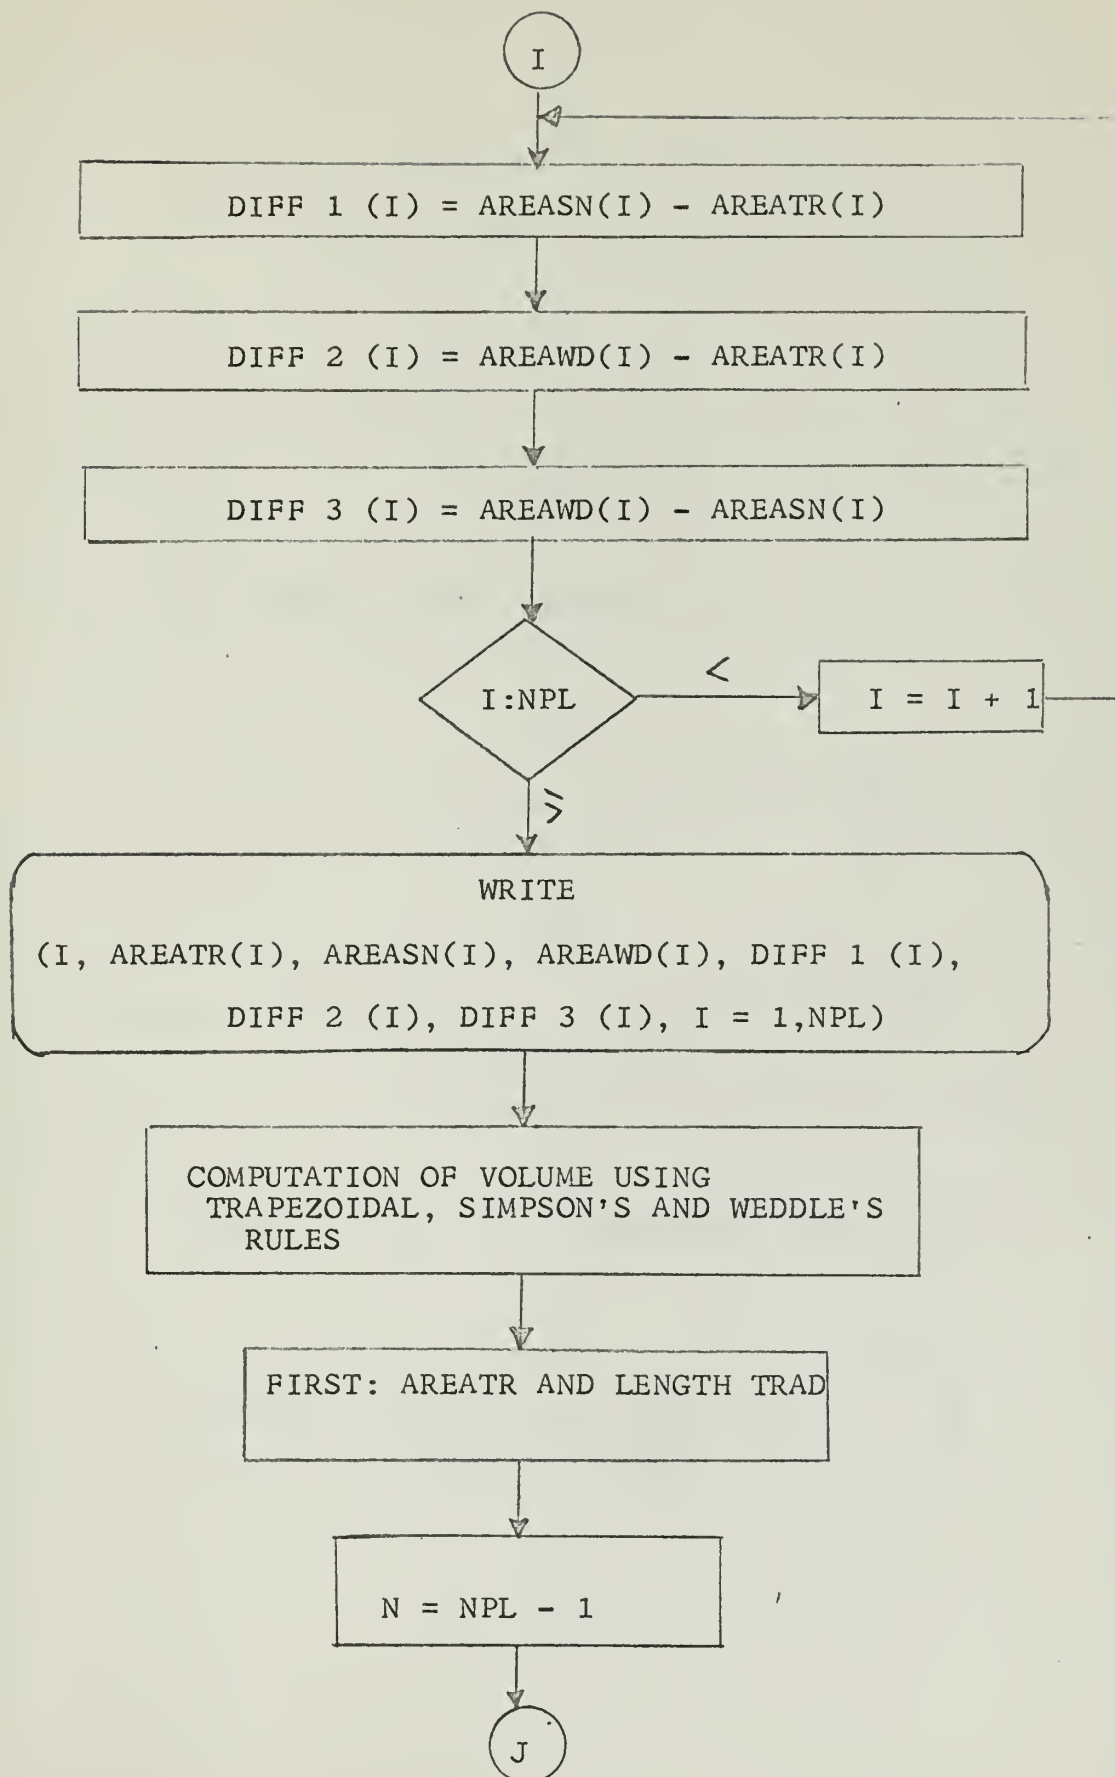 I
DIFF 1 (I) = AREASN(I) - AREATR(I)
DIFF 2 (I) = AREAWD(I) - AREATR(I)
DIFF 3 (I) = AREAWD(I) - AREASN(I)
I:NPL
<
I = I + 1
≥
WRITE
(I, AREATR(I), AREASN(I), AREAWD(I), DIFF 1 (I),
DIFF 2 (I), DIFF 3 (I), I = 1,NPL)
COMPUTATION OF VOLUME USING
TRAPEZOIDAL, SIMPSON'S AND WEDDLE'S
RULES
FIRST: AREATR AND LENGTH TRAD
N = NPL - 1
J